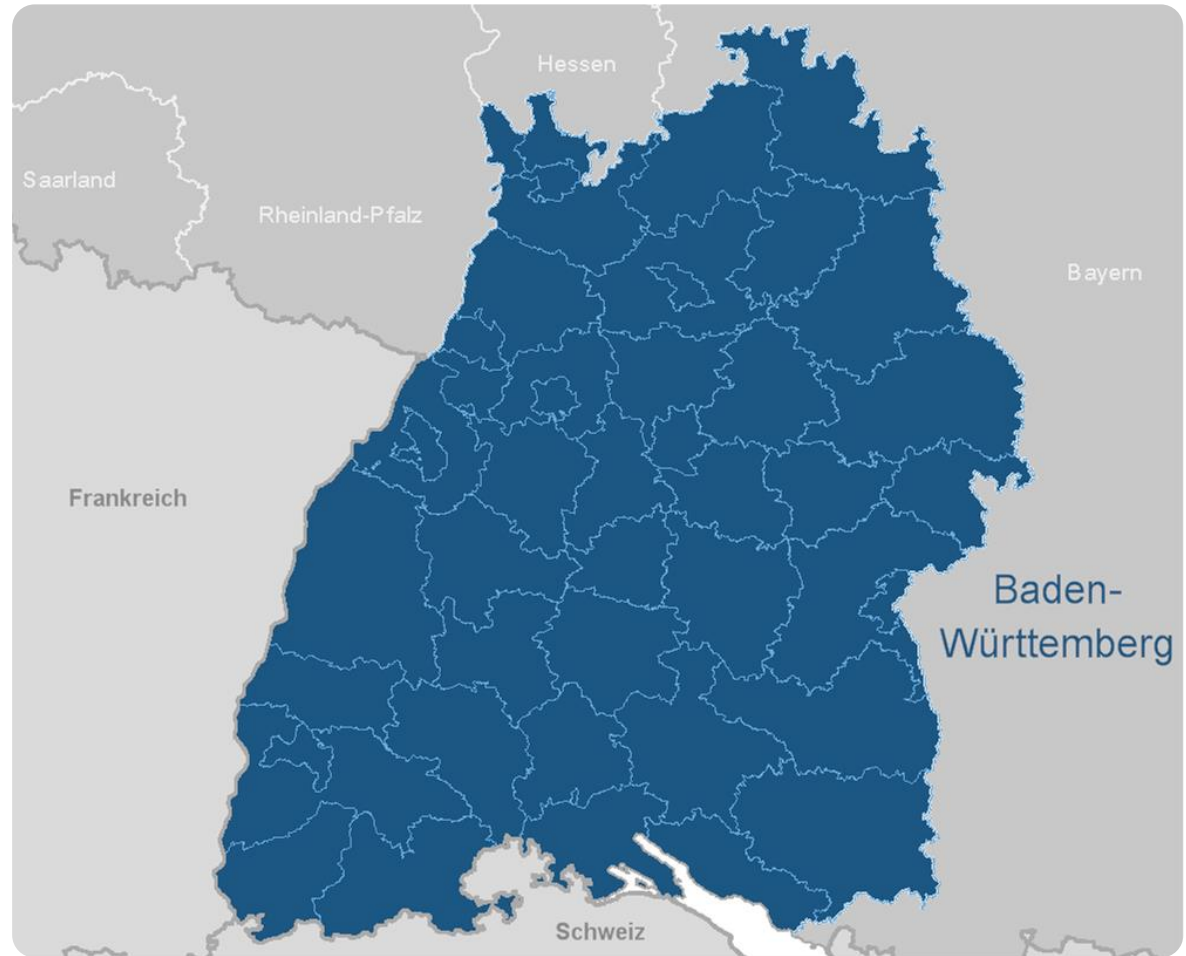 Hessen
Saarland
Rheinland-Pfalz
Bayern
Frankreich
Baden-
Württemberg
Schweiz